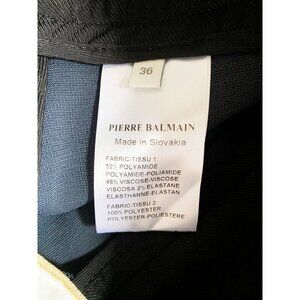 36
PIERRE BALMAIN
Made in Slovakia
FABRIC-TISSU 1
52% POLYAMIDE
POLYAMIDE-POLIAMIDE
46% VISCOSE-VISCOSE
VISCOSA 2% ELASTANE
ELASTHANNE-ELASTAN
FABRIC-TISSU 2
100% POLYESTER
POLYESTER-POLIESTERE